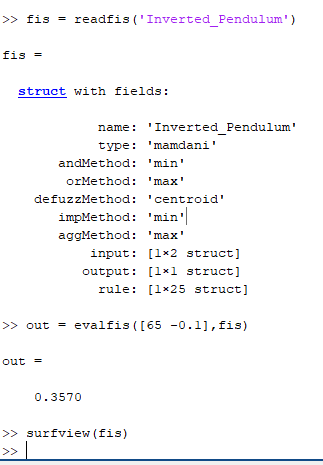 >> fis = readfis('Inverted_Pendulum')
fis =
struct with fields:
name: 'Inverted_Pendulum'
type: 'mamdani'
andMethod: 'min'
orMethod: 'max'
defuzzMethod: 'centroid'
impMethod: 'min'
aggMethod: 'max'
input: [1×2 struct]
output: [1×1 struct]
rule: [1×25 struct]
>> out = evalfis([65 -0.1],fis)
out =
0.3570
>> surfview(fis)
>>